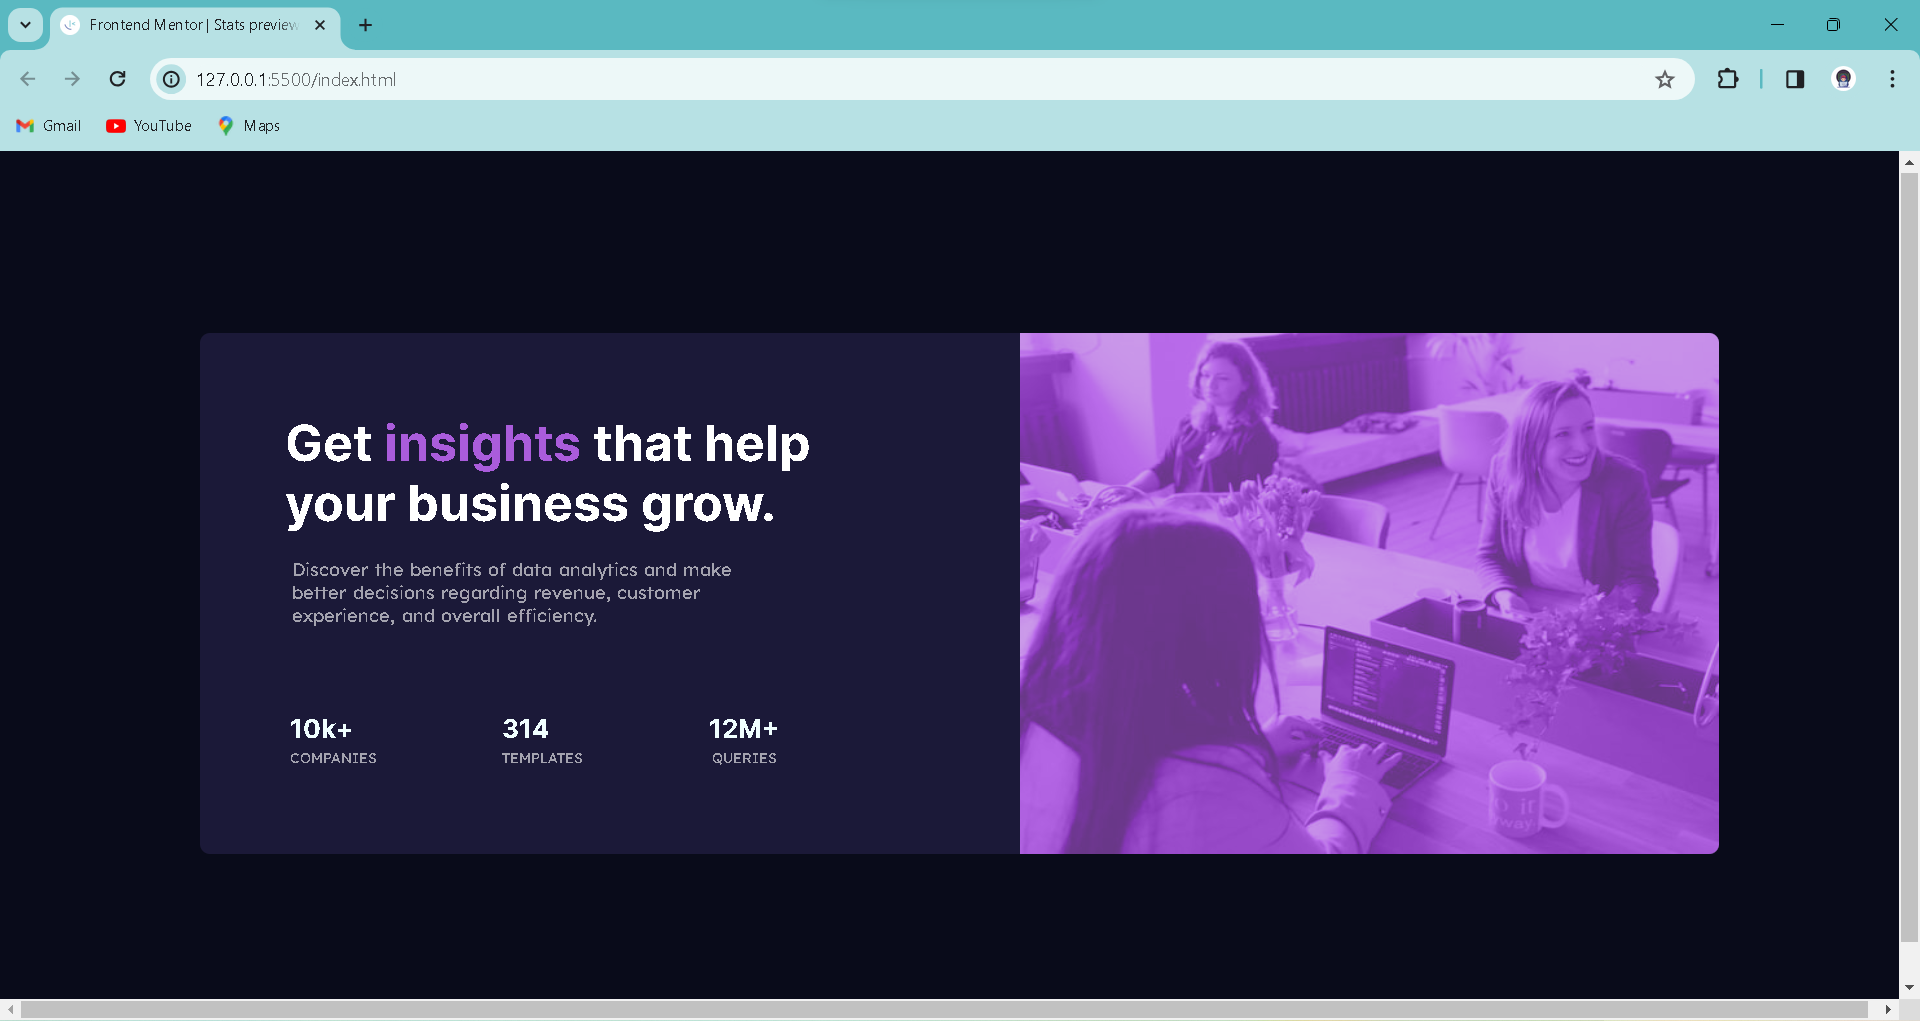 Frontend Mentor | Stats preview
127.0.0.1:5500/index.html
Gmail
YouTube
Maps
Get insights that help
your business grow.
Discover the benefits of data analytics and make
better decisions regarding revenue, customer
experience, and overall efficiency.
10k+
314
12M+
COMPANIES
TEMPLATES
QUERIES
it
way